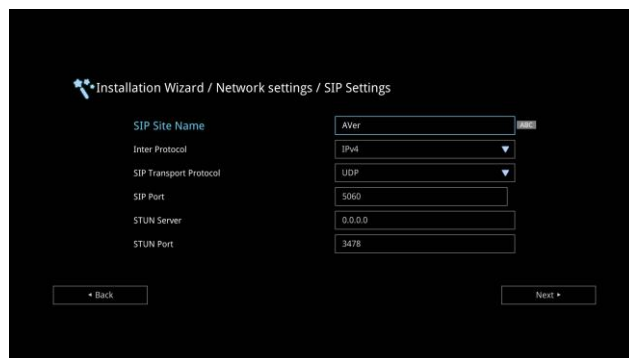 Installation Wizard / Network settings / SIP Settings
SIP Site Name AVer ABC
Inter Protocol IPv4
SIP Transport Protocol UDP
SIP Port 5060
STUN Server 0.0.0.0
STUN Port 3478
Back Next